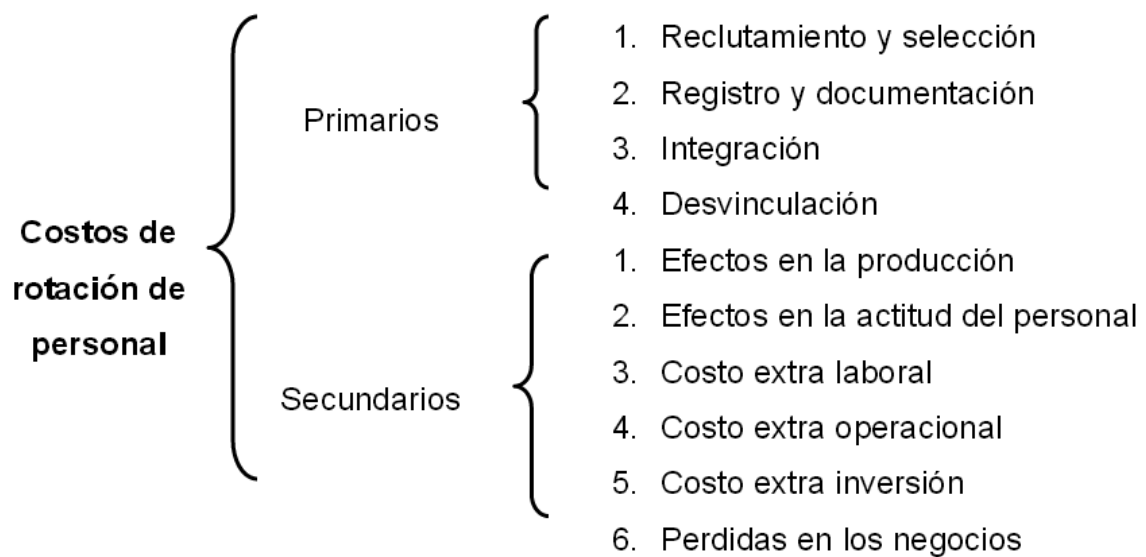 Costos de
rotación de
personal
Primarios
1. Reclutamiento y selección
2. Registro y documentación
3. Integración
4. Desvinculación
Secundarios
1. Efectos en la producción
2. Efectos en la actitud del personal
3. Costo extra laboral
4. Costo extra operacional
5. Costo extra inversión
6. Perdidas en los negocios